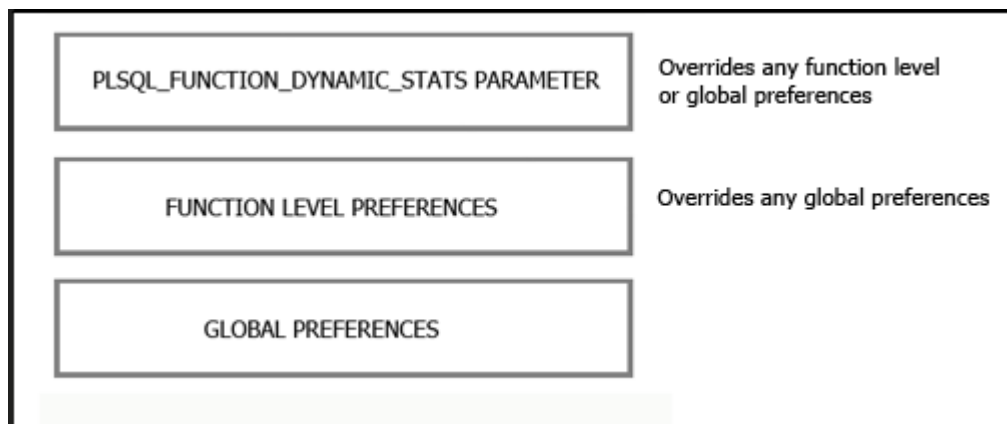 PLSQL_FUNCTION_DYNAMIC_STATS PARAMETER
Overrides any function level
or global preferences
FUNCTION LEVEL PREFERENCES
Overrides any global preferences
GLOBAL PREFERENCES